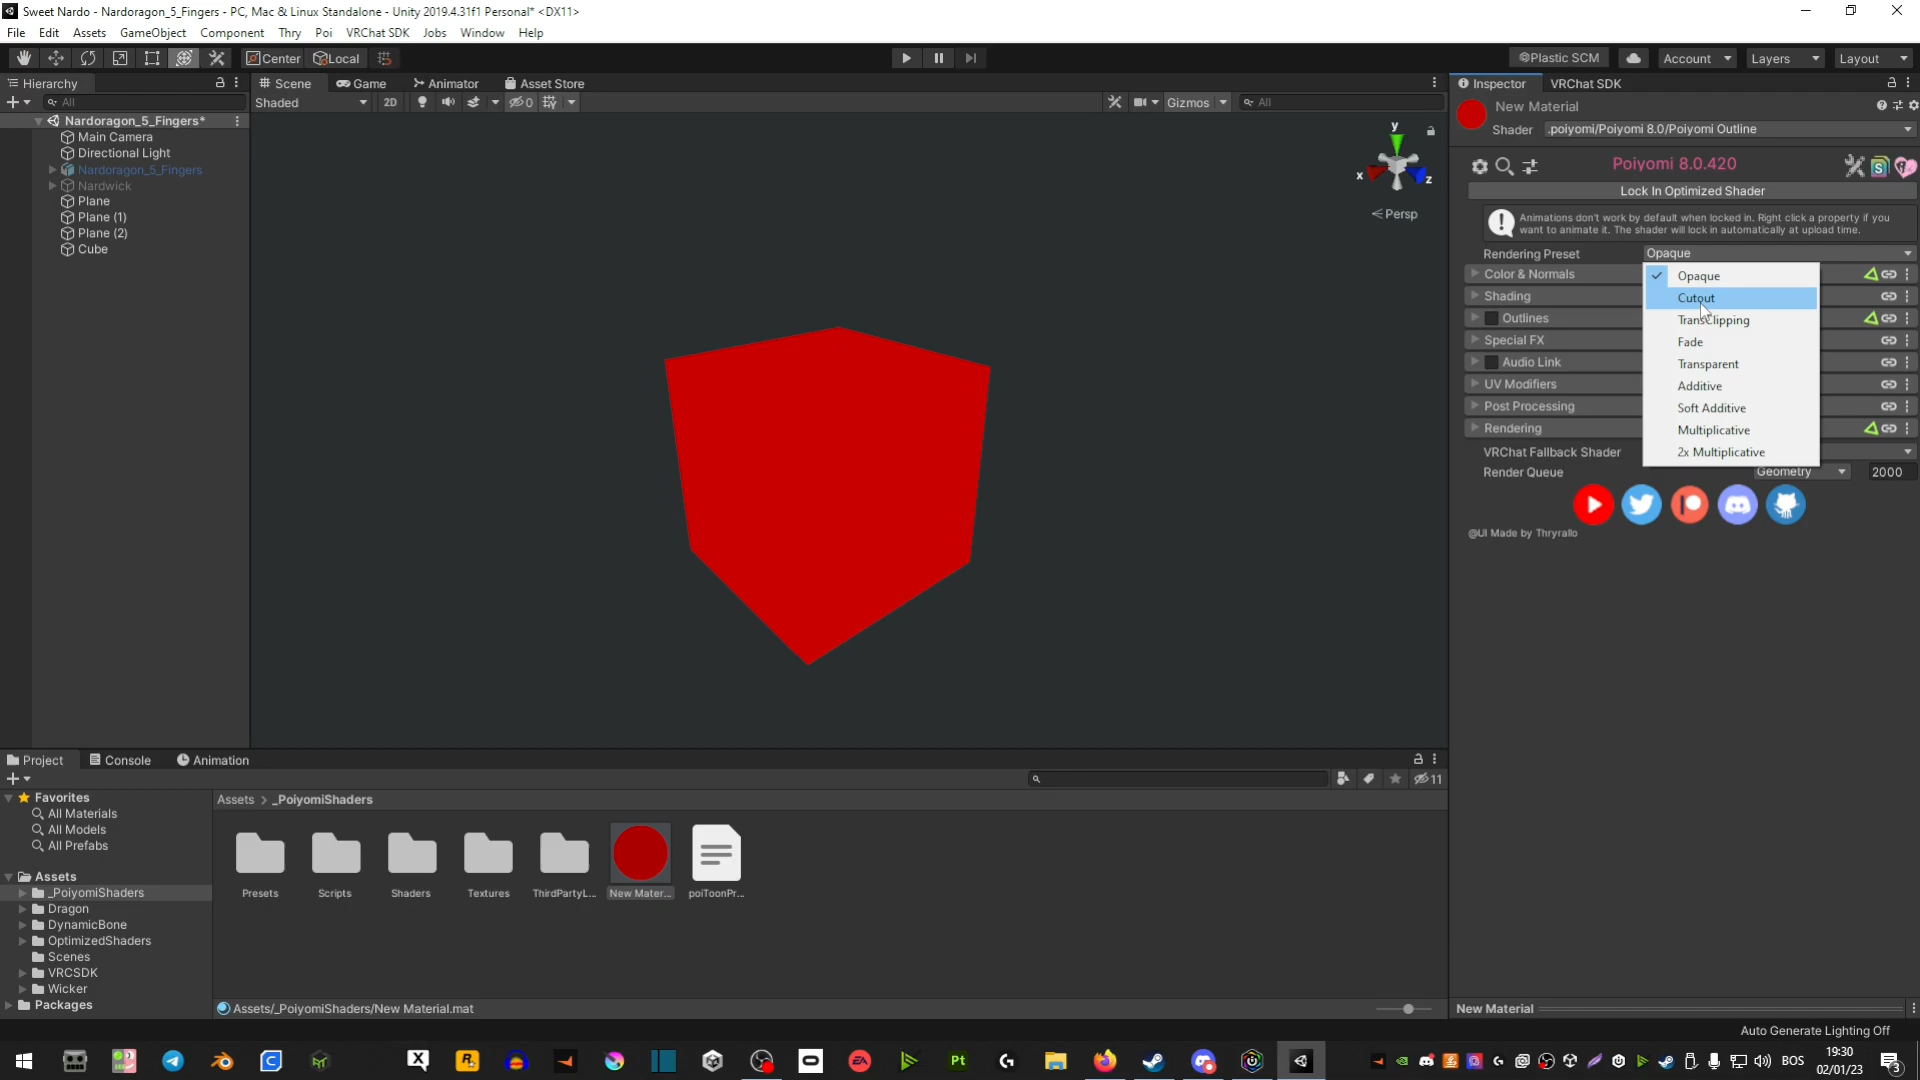 Sweet Nardo - Nardoragon_5_Fingers - PC, Mac & Linux Standalone - Unity 2019.4.31f1 Personal* <DX11>
File Edit Assets GameObject Component Thry Poi VRChat SDK Jobs Window Help
Center Local
Plastic SCM Account Layers Layout
Hierarchy
All
Nardoragon_5_Fingers*
Main Camera
Directional Light
Nardoragon_5_Fingers
Nardwick
Plane
Plane (1)
Plane (2)
Cube
Scene Game Animator Asset Store
Shaded 2D 0 Gizmos All
y
x z
Persp
Inspector VRChat SDK
New Material
Shader .poiyomi/Poiyomi 8.0/Poiyomi Outline
Poiyomi 8.0.420
Lock In Optimized Shader
Animations don't work by default when locked in. Right click a property if you
want to animate it. The shader will lock in automatically at upload time.
Rendering Preset Opaque
Color & Normals
Shading
Outlines
Special FX
Audio Link
UV Modifiers
Post Processing
Rendering
VRChat Fallback Shader
Render Queue Geometry 2000
Opaque
Cutout
TransClipping
Fade
Transparent
Additive
Soft Additive
Multiplicative
2x Multiplicative
@UI Made by Thryrallo
Project Console Animation
11
Favorites
All Materials
All Models
All Prefabs
Assets
_PoiyomiShaders
Dragon
DynamicBone
OptimizedShaders
Scenes
VRCSDK
Wicker
Packages
Assets > _PoiyomiShaders
Presets Scripts Shaders Textures ThirdPartyL... New Mater... poiToonPr...
Assets/_PoiyomiShaders/New Material.mat
New Material
Auto Generate Lighting Off
BOS
19:30
02/01/23
3